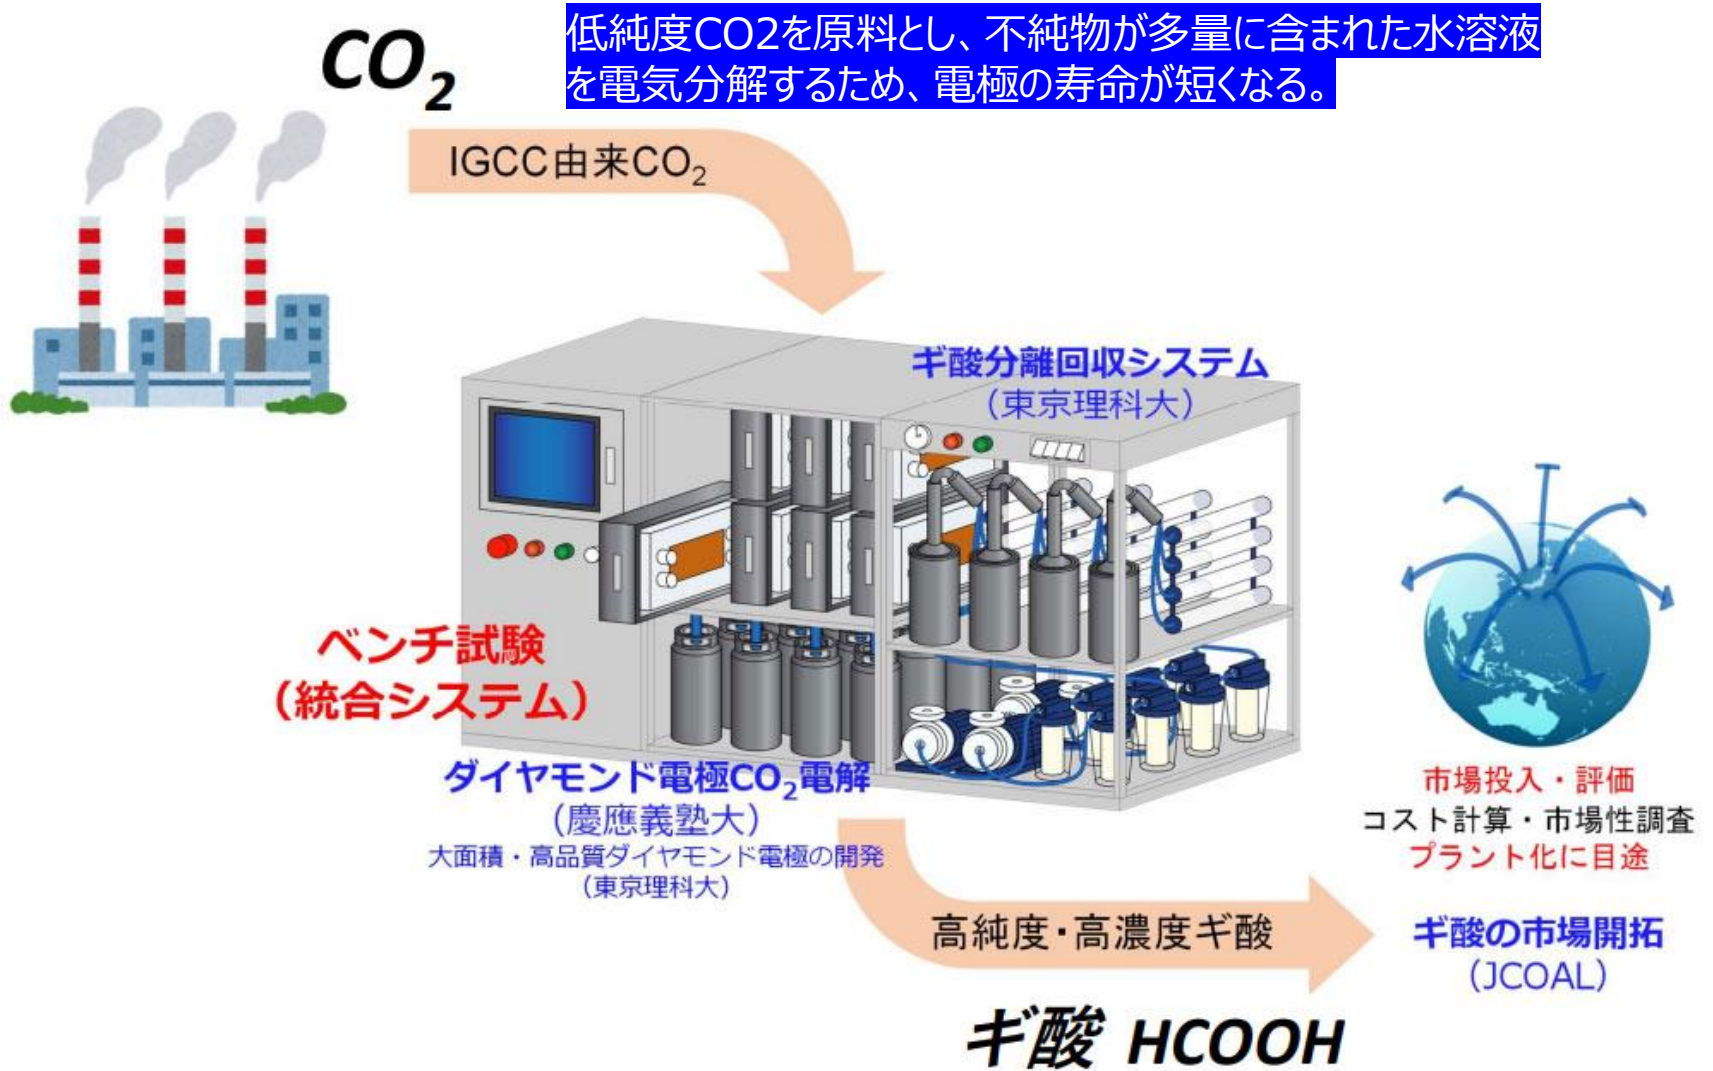 CO₂
低純度CO2を原料とし、不純物が多量に含まれた水溶液
を電気分解するため、電極の寿命が短くなる。
IGCC由来CO₂
ギ酸分離回収システム
（東京理科大）
ベンチ試験
（統合システム）
ダイヤモンド電極CO₂電解
（慶應義塾大）
大面積・高品質ダイヤモンド電極の開発
（東京理科大）
市場投入・評価
コスト計算・市場性調査
プラント化に目途
高純度・高濃度ギ酸
ギ酸の市場開拓
（JCOAL）
ギ酸 HCOOH